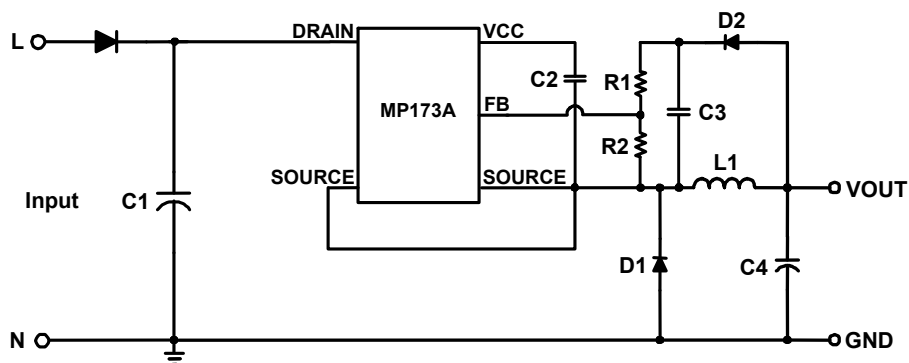 L
DRAIN
VCC
D2
C2
R1
MP173A
FB
C3
R2
L1
SOURCE
SOURCE
Input
C1
VOUT
D1
C4
N
GND